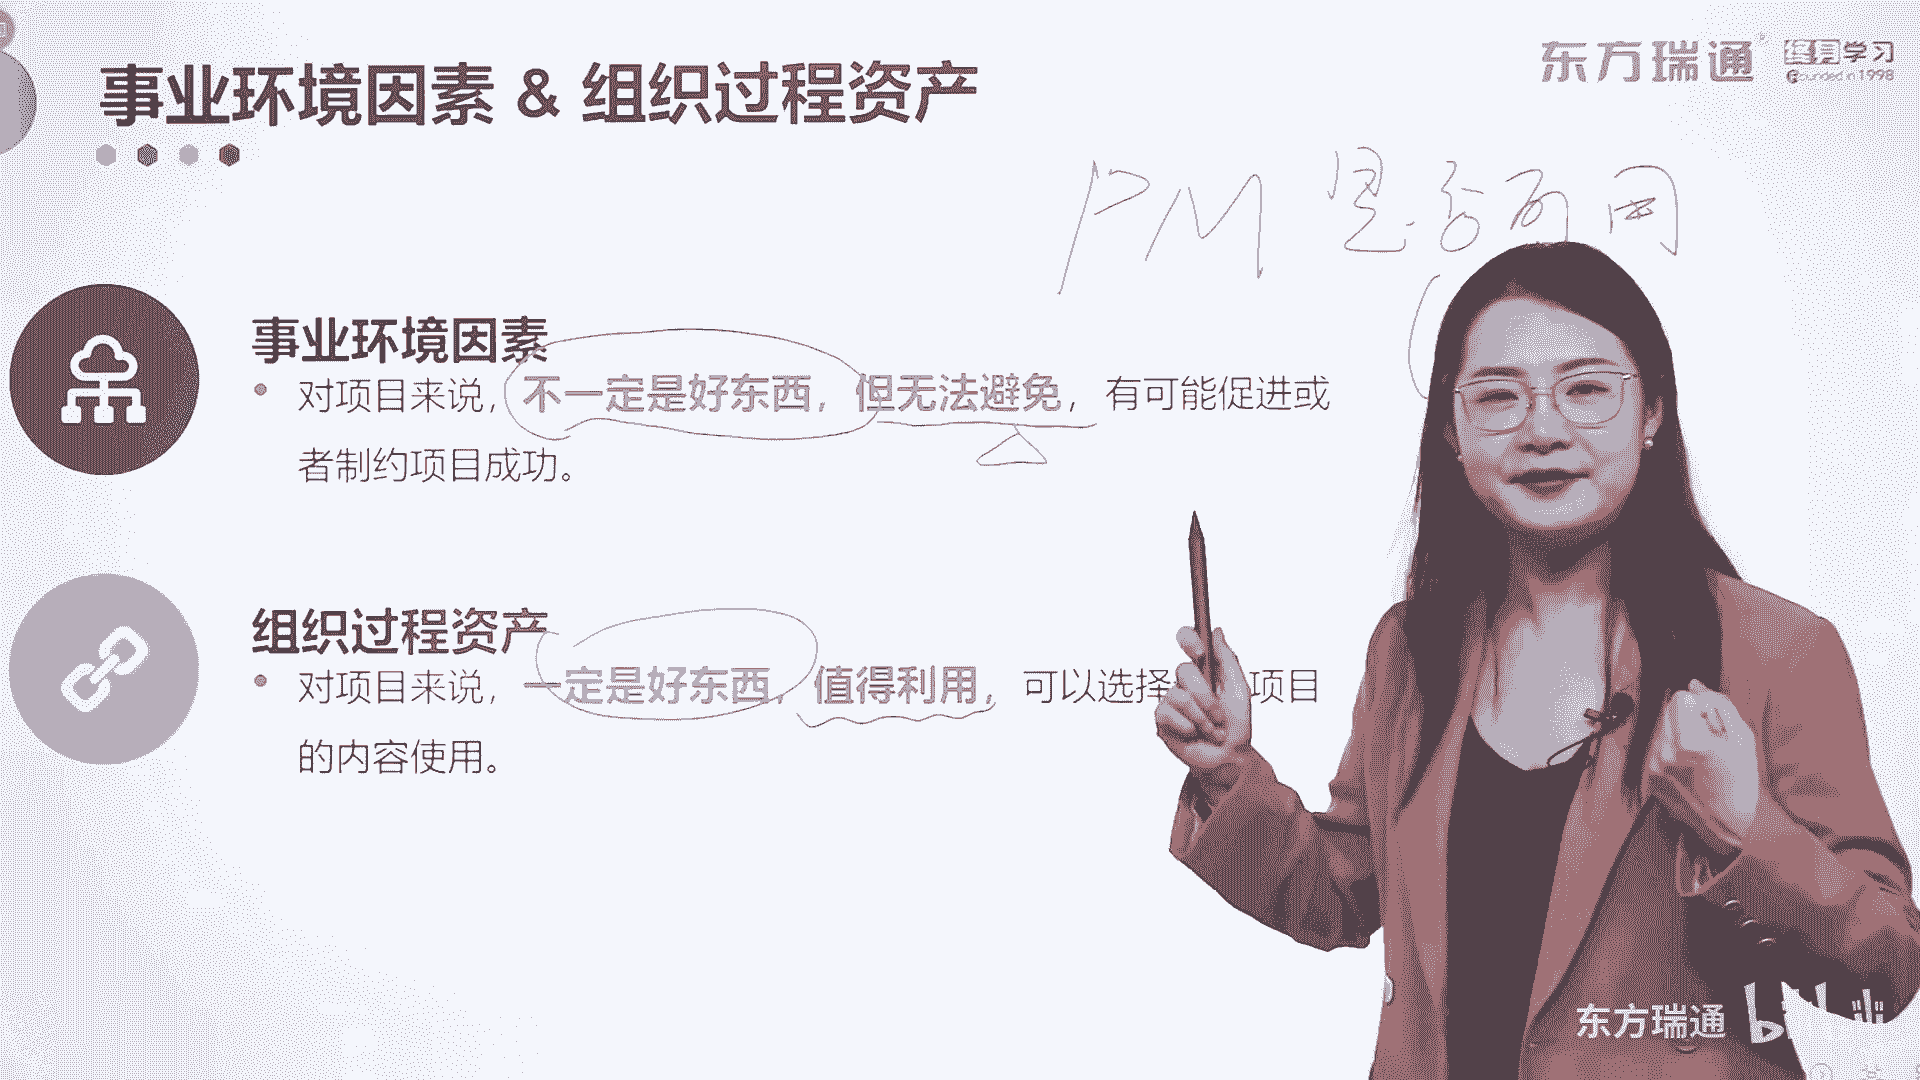 事业环境因素 & 组织过程资产
东方瑞通
终身学习
Founded in 1998
PM 是否可用
事业环境因素
对项目来说，不一定是好东西，但无法避免，有可能促进或
者制约项目成功。
组织过程资产
对项目来说，一定是好东西，值得利用，可以选择 项目
的内容使用。
东方瑞通